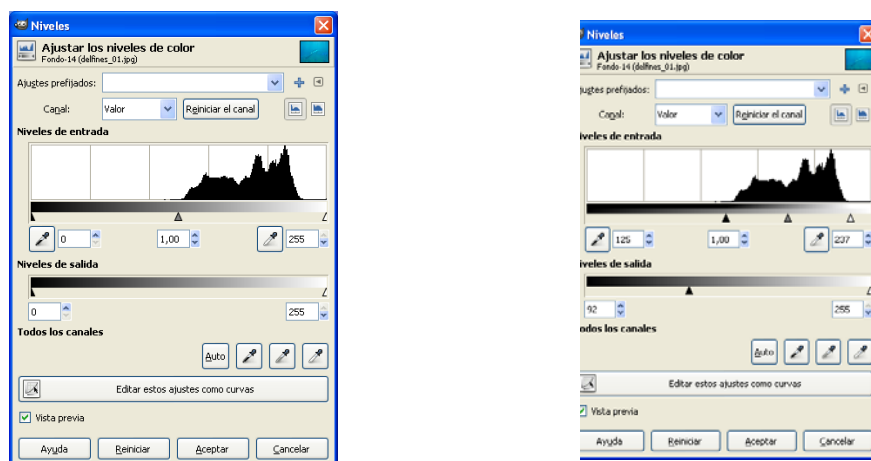 Niveles
Ajustar los niveles de color
Fondo-14 (delfines_01.jpg)
Ajustes prefijados:
Canal: Valor Reiniciar el canal
Niveles de entrada
0 1,00 255
Niveles de salida
0 255
Todos los canales
Auto
Editar estos ajustes como curvas
Vista previa
Ayuda Reiniciar Aceptar Cancelar
Niveles
Ajustar los niveles de color
Fondo-14 (delfines_01.jpg)
justes prefijados:
Canal: Valor Reiniciar el canal
iveles de entrada
125 1,00 237
iveles de salida
92 255
odos los canales
Auto
Editar estos ajustes como curvas
Vista previa
Ayuda Reiniciar Aceptar Cancelar